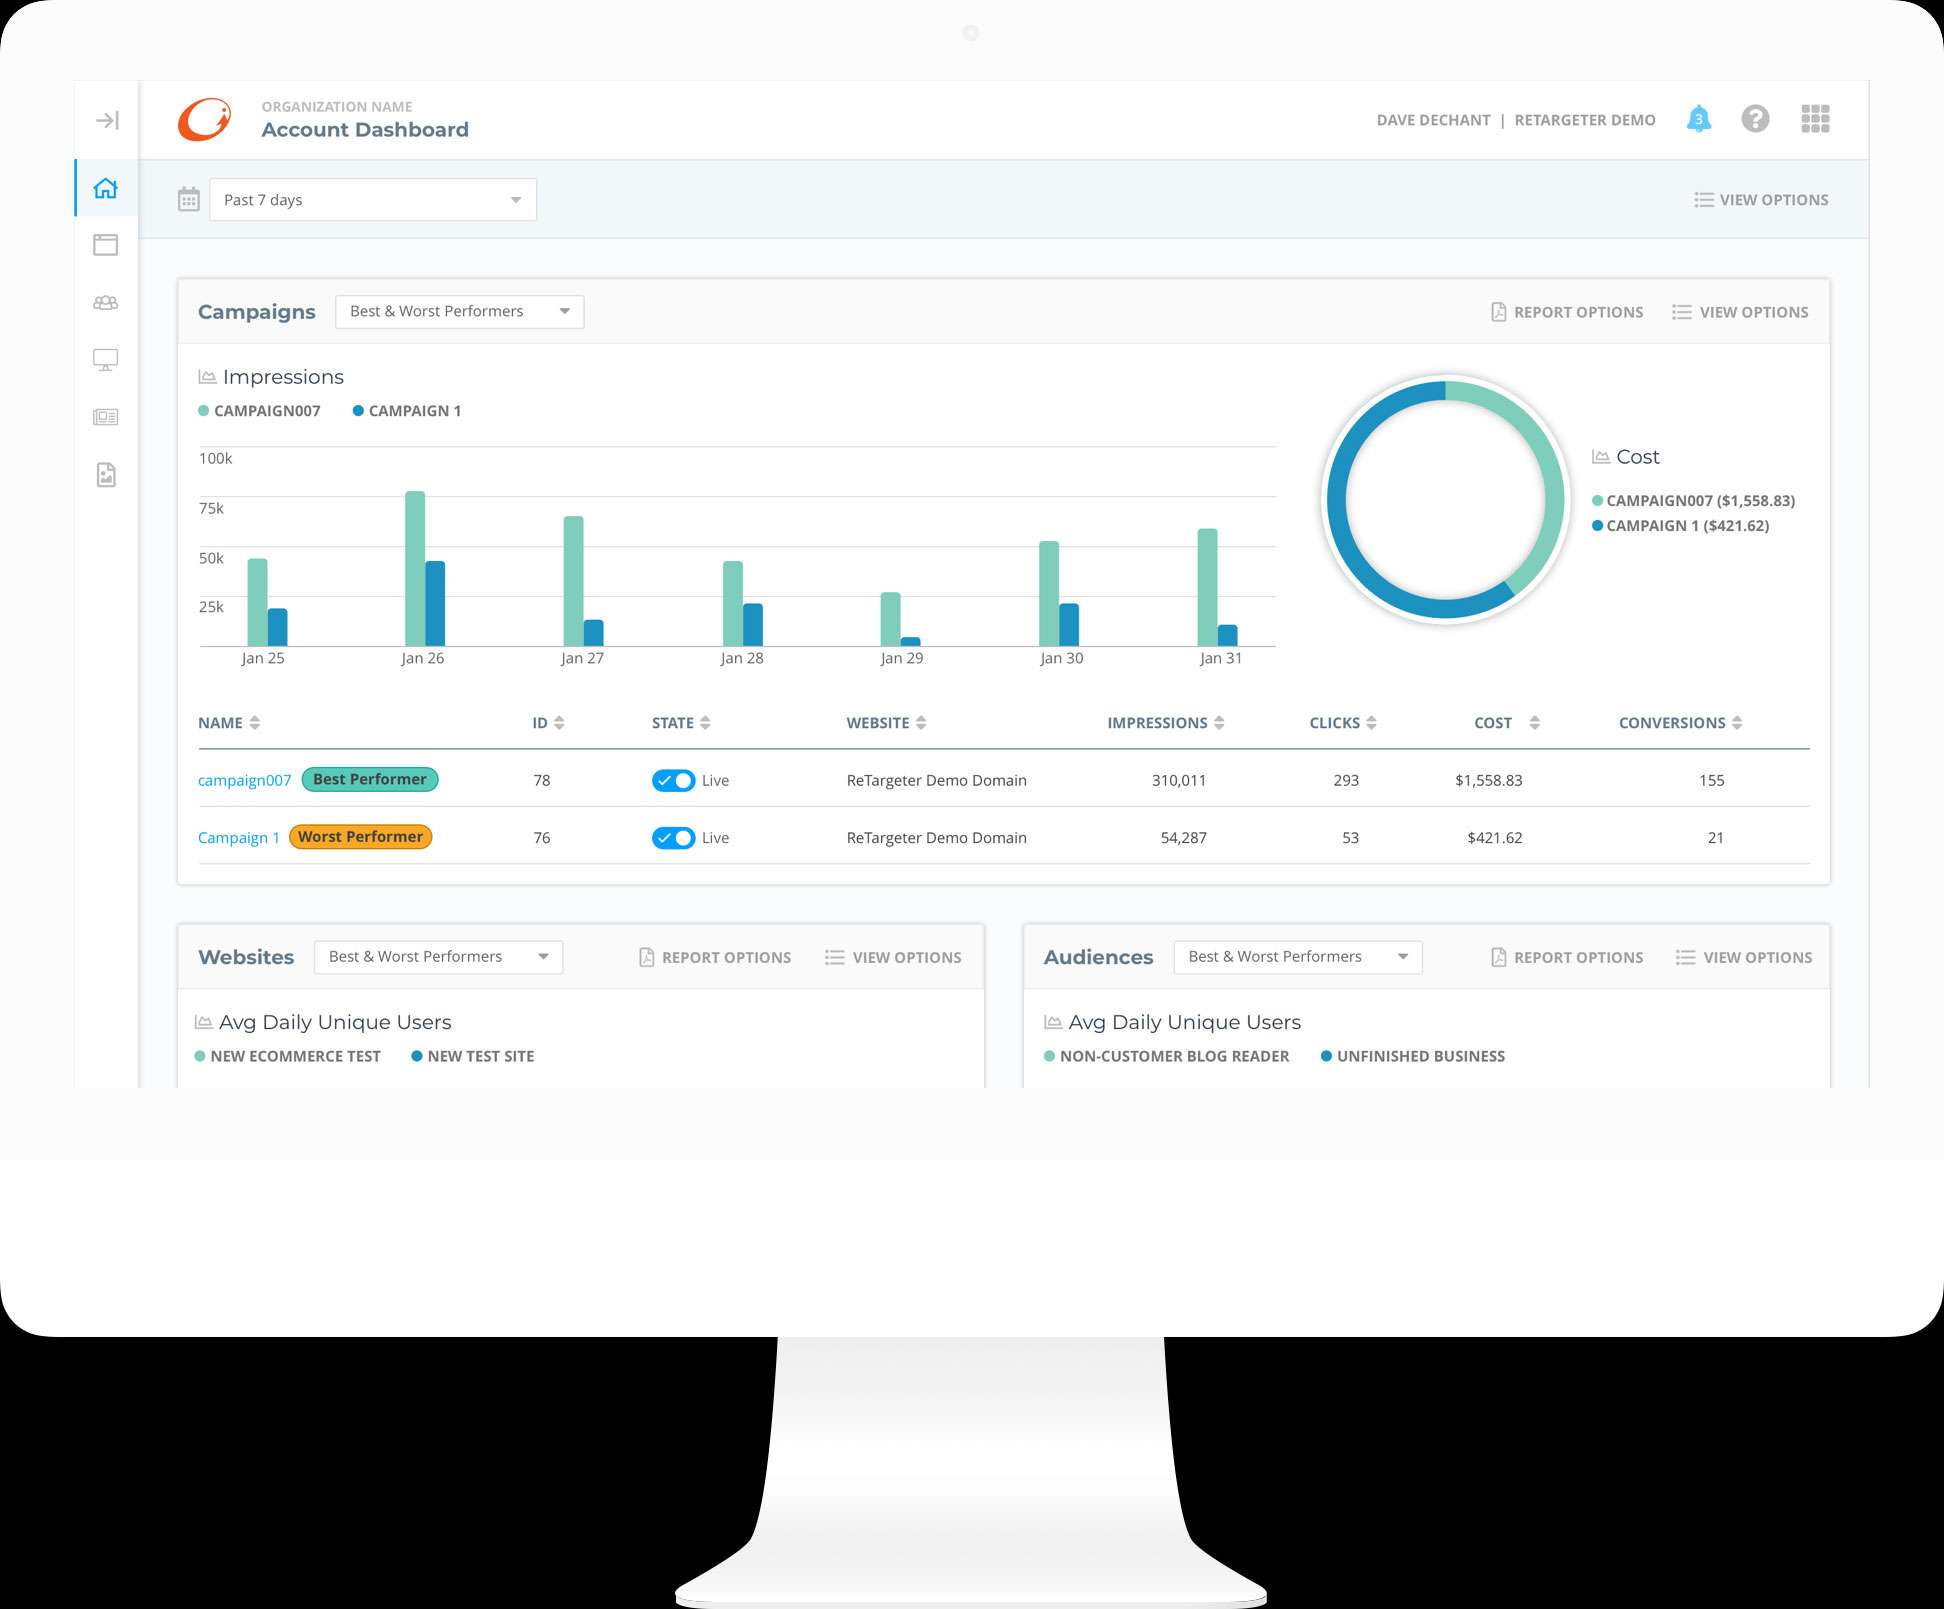 ORGANIZATION NAME
Account Dashboard
DAVE DECHANT | RETARGETER DEMO
3
?
Past 7 days
VIEW OPTIONS
Campaigns
Best & Worst Performers
REPORT OPTIONS
VIEW OPTIONS
Impressions
CAMPAIGN007
CAMPAIGN 1
100k
75k
50k
25k
Jan 25
Jan 26
Jan 27
Jan 28
Jan 29
Jan 30
Jan 31
Cost
CAMPAIGN007 ($1,558.83)
CAMPAIGN 1 ($421.62)
NAME ID STATE WEBSITE IMPRESSIONS CLICKS COST CONVERSIONS
campaign007 Best Performer 78 Live ReTargeter Demo Domain 310,011 293 $1,558.83 155
Campaign 1 Worst Performer 76 Live ReTargeter Demo Domain 54,287 53 $421.62 21
Websites
Best & Worst Performers
REPORT OPTIONS
VIEW OPTIONS
Avg Daily Unique Users
NEW ECOMMERCE TEST
NEW TEST SITE
Audiences
Best & Worst Performers
REPORT OPTIONS
VIEW OPTIONS
Avg Daily Unique Users
NON-CUSTOMER BLOG READER
UNFINISHED BUSINESS